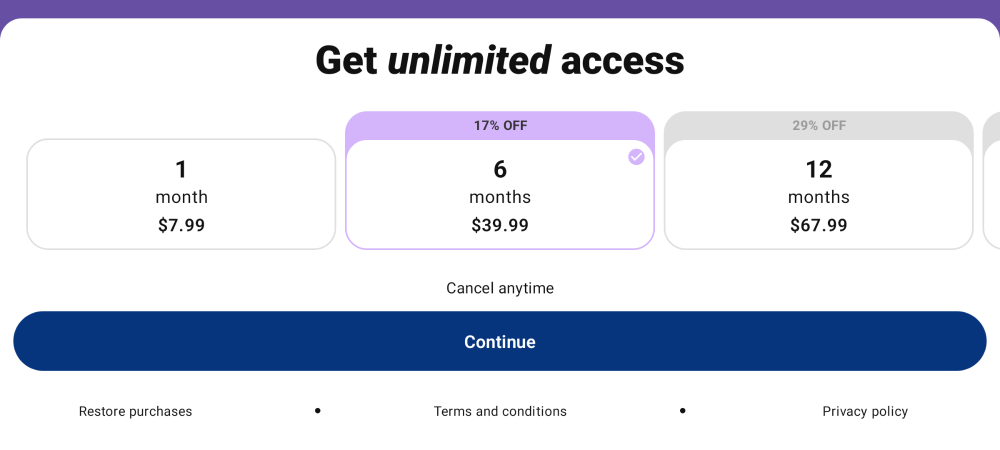 Get unlimited access
1
month
$7.99
17% OFF
6
months
$39.99
29% OFF
12
months
$67.99
Cancel anytime
Continue
Restore purchases • Terms and conditions • Privacy policy